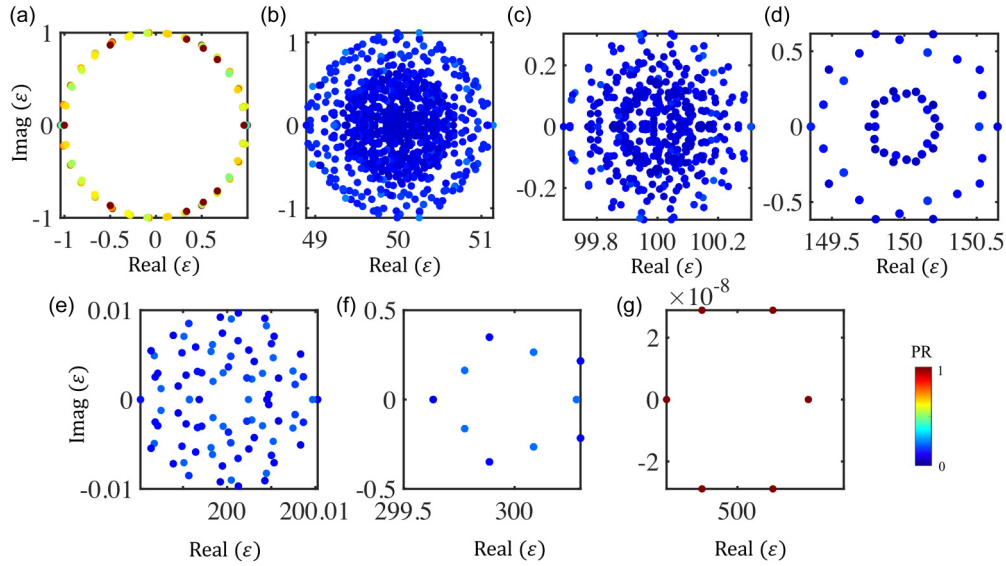 (a)
(b)
(c)
(d)
1
0
-1
Imag (ε)
-1
-0.5
0
0.5
Real (ε)
1
0
-1
49
50
51
Real (ε)
0.2
0
-0.2
99.8
100
100.2
Real (ε)
0.5
0
-0.5
149.5
150
150.5
Real (ε)
(e)
(f)
(g)
0.01
0
-0.01
Imag (ε)
200
200.01
Real (ε)
0.5
0
-0.5
299.5
300
Real (ε)
×10⁻⁸
2
0
-2
500
Real (ε)
PR
1
0